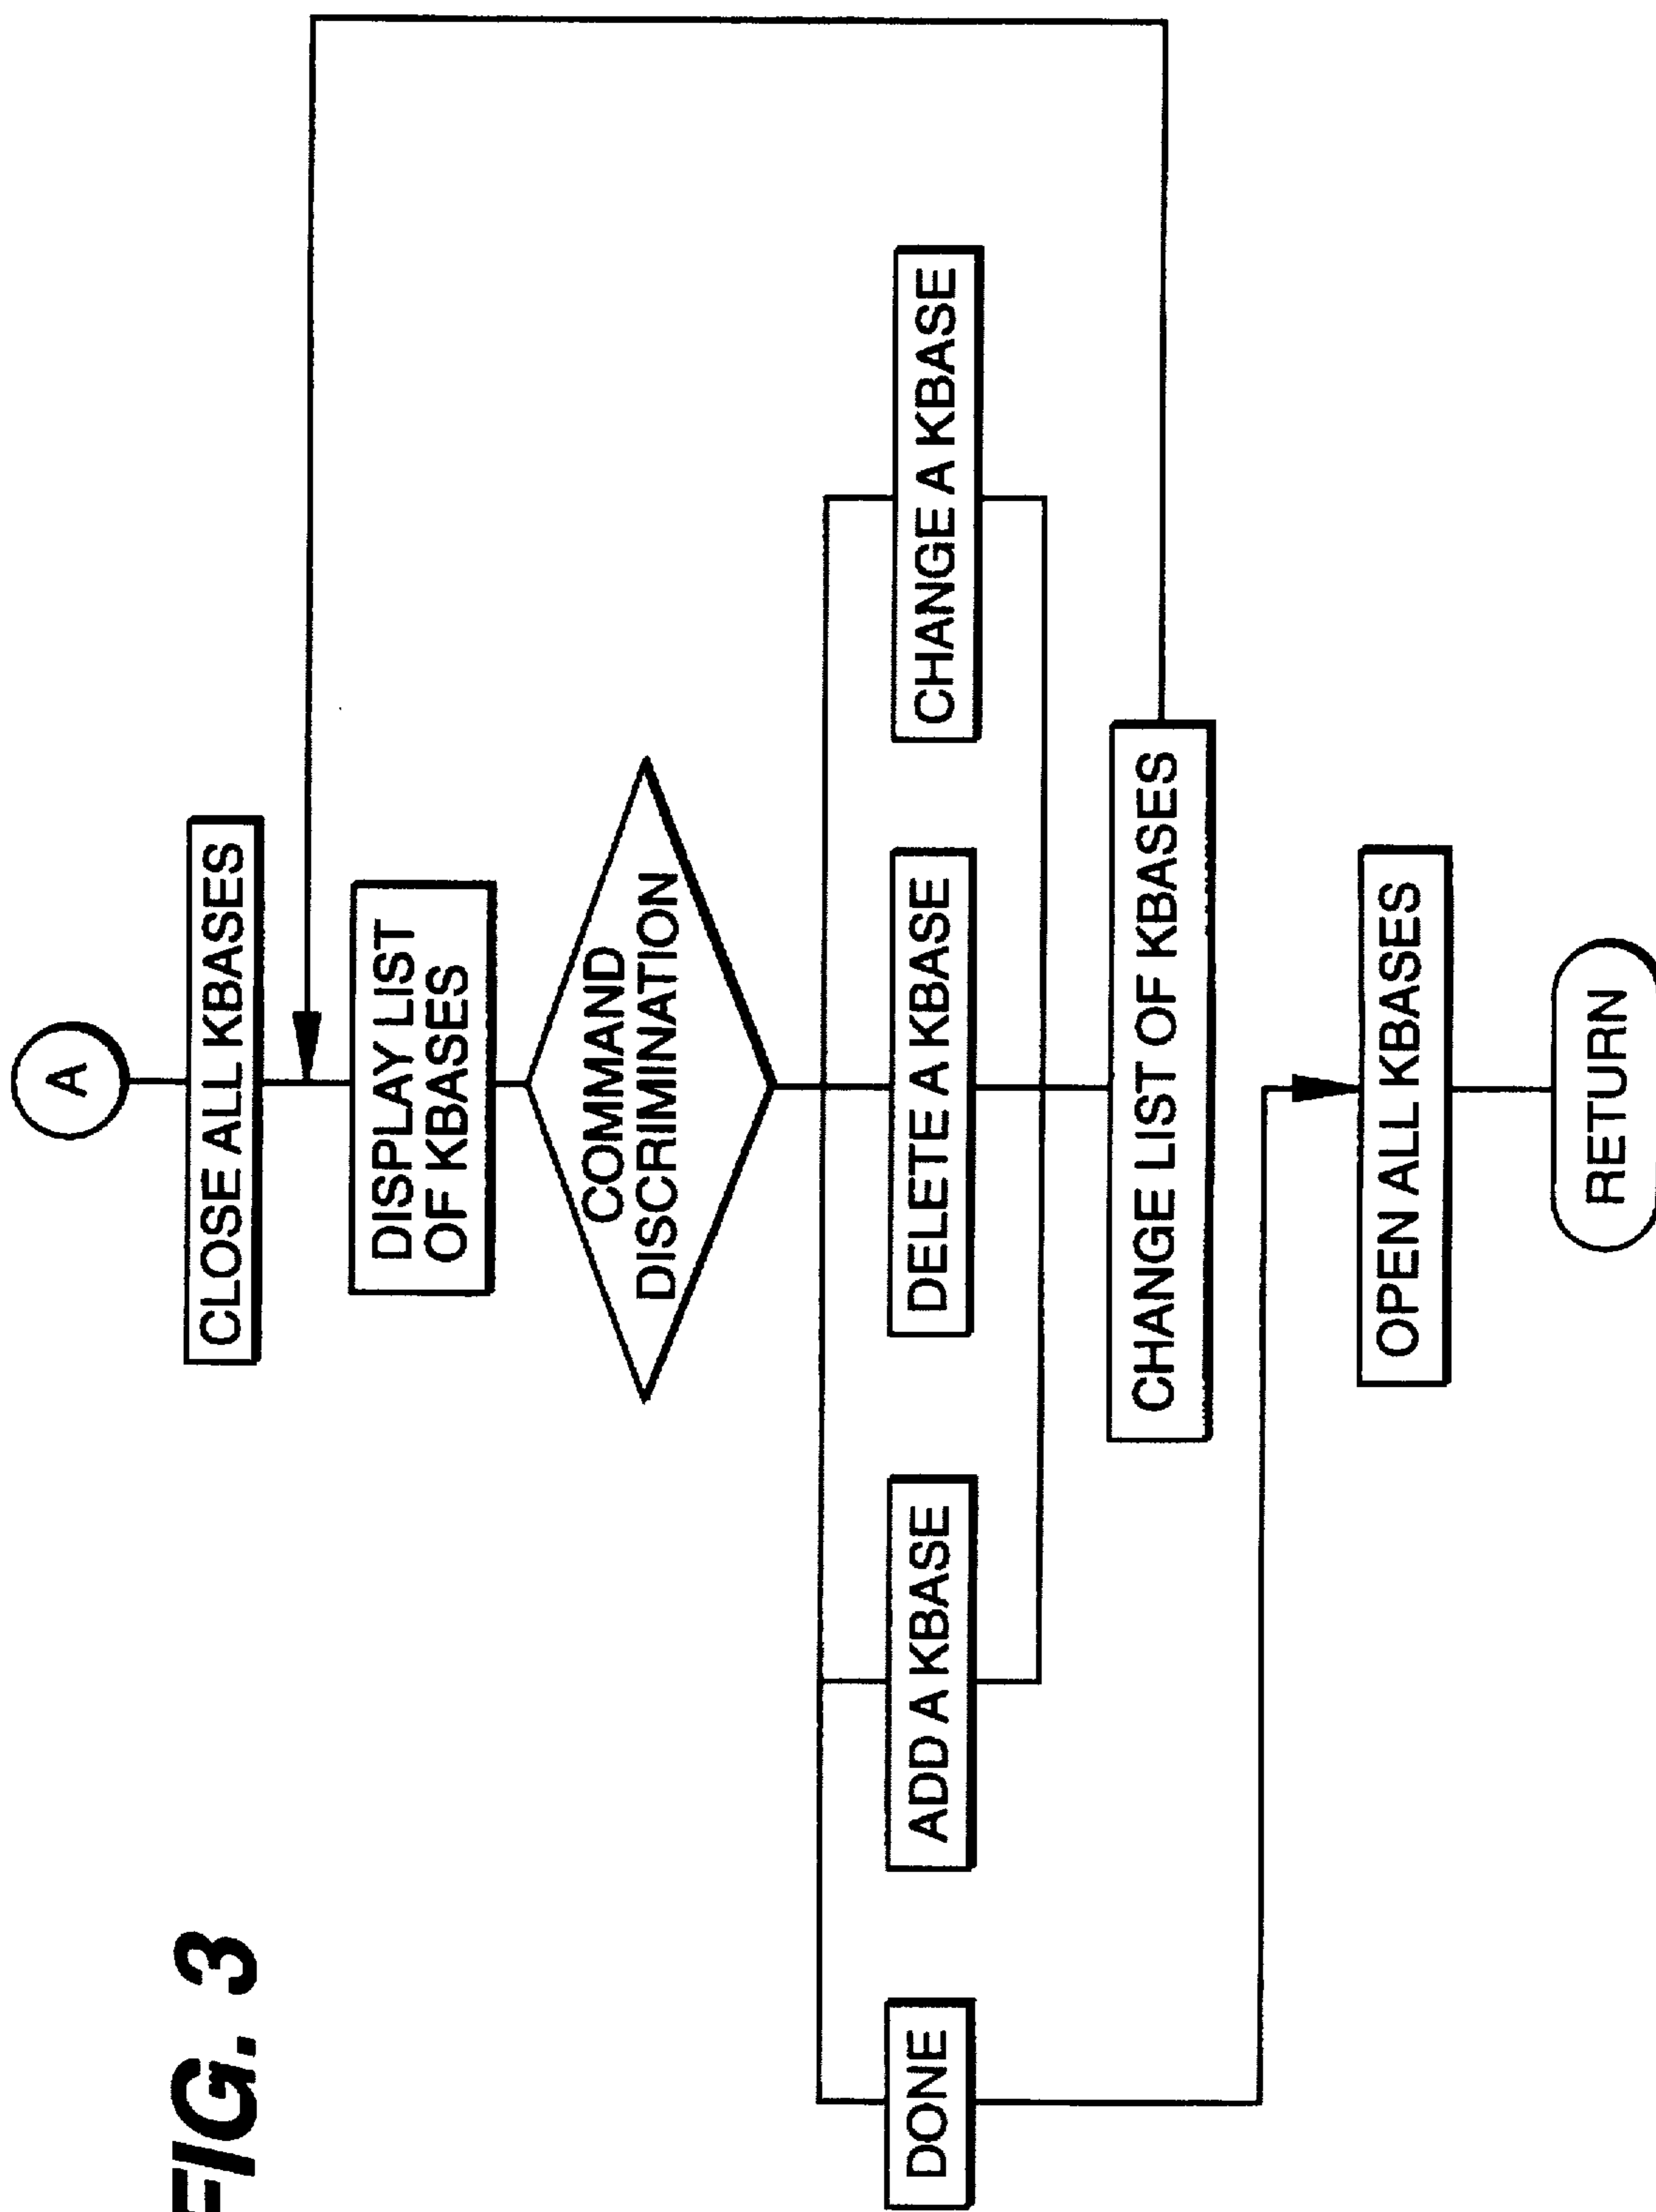 FIG. 3
A
CLOSE ALL KBASES
DISPLAY LIST
OF KBASES
COMMAND
DISCRIMINATION
DONE
ADD A KBASE
DELETE A KBASE
CHANGE A KBASE
CHANGE LIST OF KBASES
OPEN ALL KBASES
RETURN